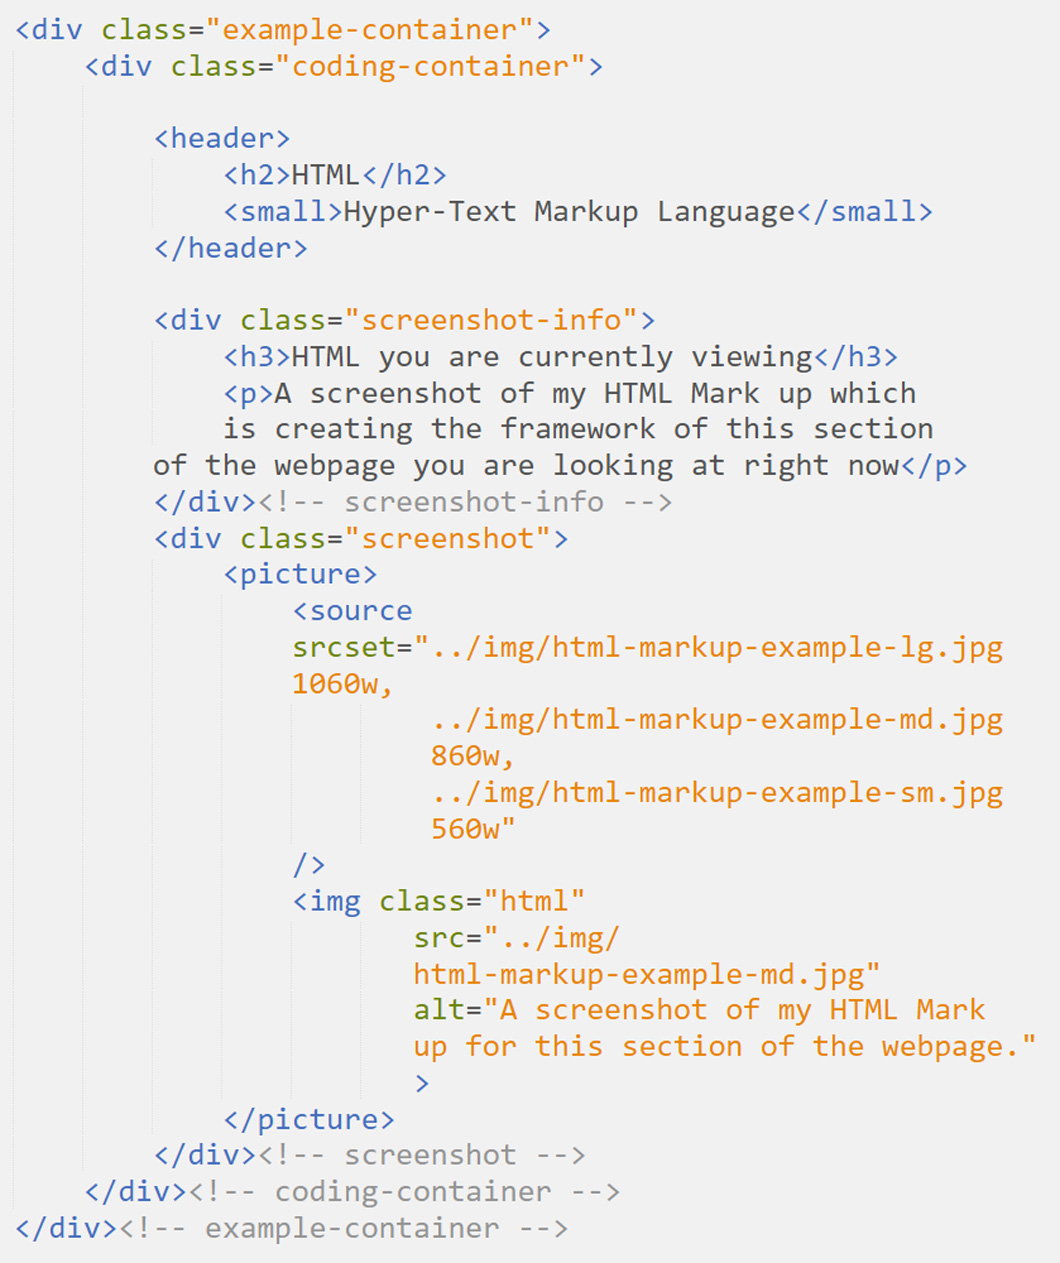 <div class="example-container">
<div class="coding-container">
<header>
<h2>HTML</h2>
<small>Hyper-Text Markup Language</small>
</header>
<div class="screenshot-info">
<h3>HTML you are currently viewing</h3>
<p>A screenshot of my HTML Mark up which
is creating the framework of this section
of the webpage you are looking at right now</p>
</div><!-- screenshot-info -->
<div class="screenshot">
<picture>
<source
srcset="../img/html-markup-example-lg.jpg
1060w,
../img/html-markup-example-md.jpg
860w,
../img/html-markup-example-sm.jpg
560w"
/>
<img class="html"
src="../img/
html-markup-example-md.jpg"
alt="A screenshot of my HTML Mark
up for this section of the webpage."
>
</picture>
</div><!-- screenshot -->
</div><!-- coding-container -->
</div><!-- example-container -->